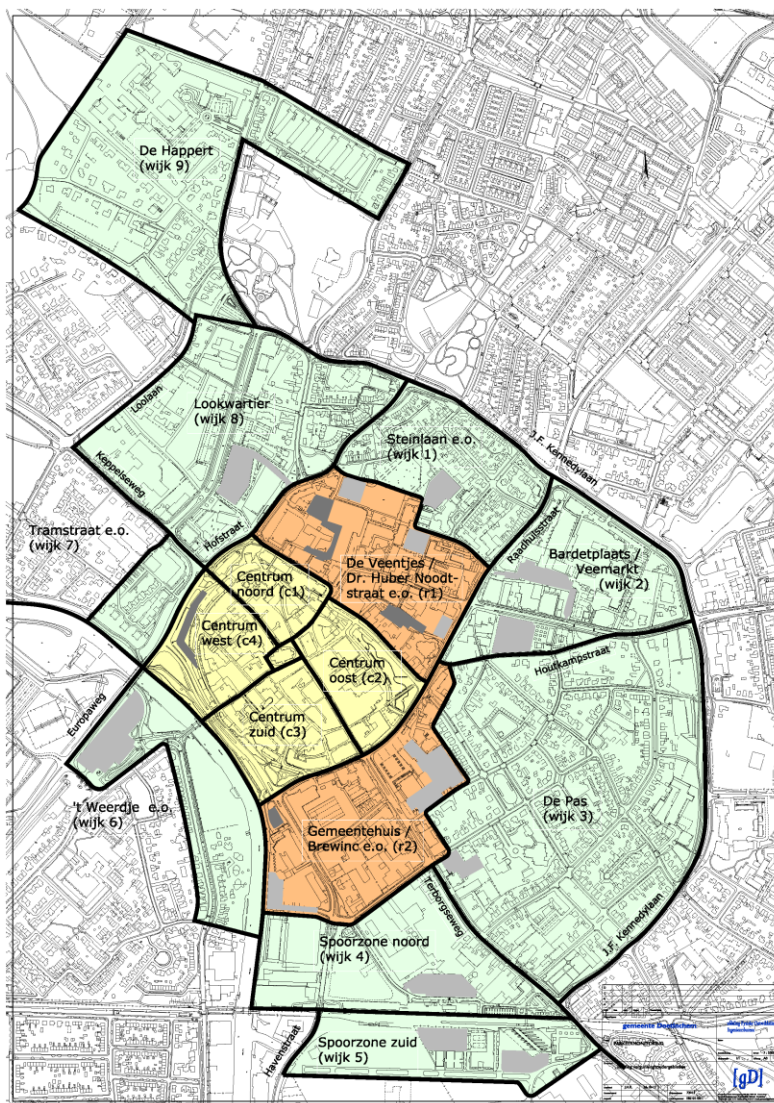 De Happert
(wijk 9)
Loolaan
Lookwartier
(wijk 8)
Steinlaan e.o.
(wijk 1)
J.F. Kennedylaan
Keppelseweg
Hofstraat
Raadhuisstraat
Tramstraat e.o.
(wijk 7)
Bardetplaats /
Veemarkt
(wijk 2)
De Veentjes /
Dr. Huber Noodt-
straat e.o. (r1)
Centrum
noord (c1)
Centrum
west (c4)
Centrum
oost (c2)
Houtkampstraat
Europaweg
Centrum
zuid (c3)
't Weerdje e.o.
(wijk 6)
De Pas
(wijk 3)
Gemeentehuis /
Brewinc e.o. (r2)
Terborgseweg
J.F. Kennedylaan
Spoorzone noord
(wijk 4)
Havenstraat
Spoorzone zuid
(wijk 5)
gemeente Doetinchem
[gD]